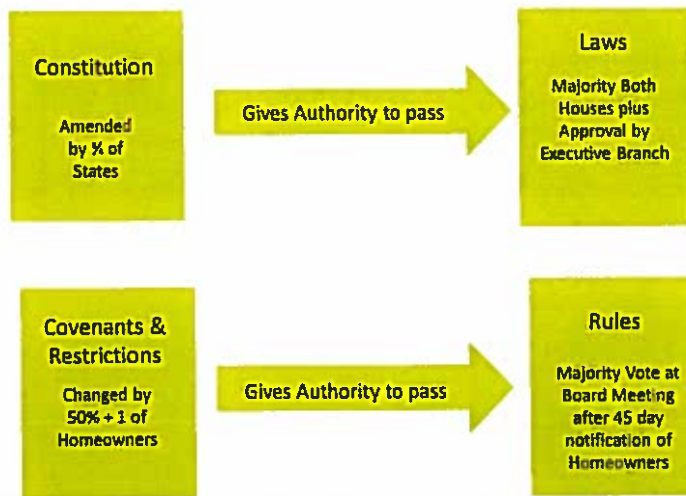 Constitution
Amended
by ¾ of
States
Gives Authority to pass
Laws
Majority Both
Houses plus
Approval by
Executive Branch
Covenants &
Restrictions
Changed by
50% + 1 of
Homeowners
Gives Authority to pass
Rules
Majority Vote at
Board Meeting
after 45 day
notification of
Homeowners